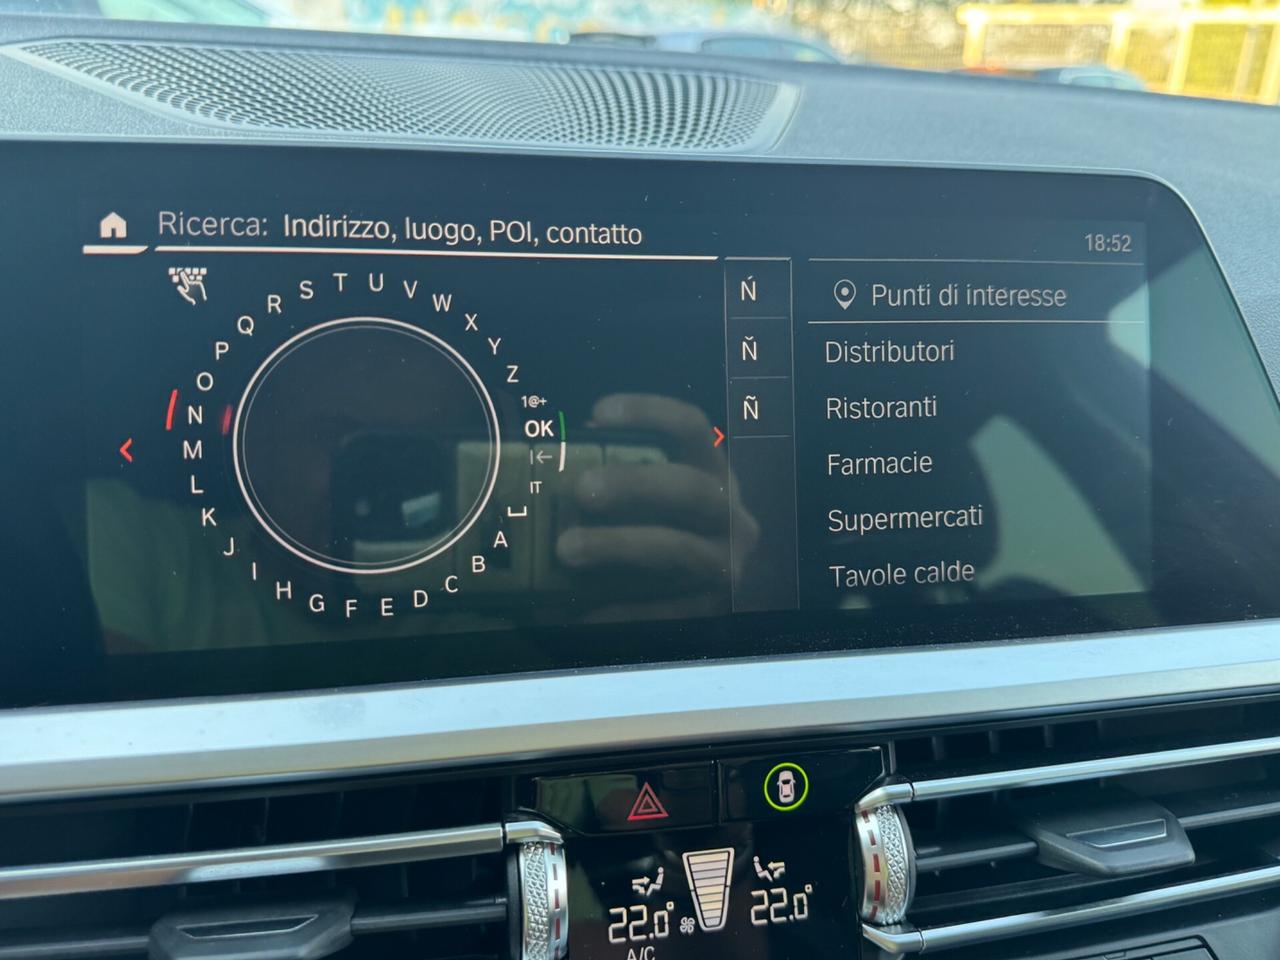 Ricerca: Indirizzo, luogo, POI, contatto
18:52
A
B
C
D
E
F
G
H
I
J
K
L
M
N
O
P
Q
R
S
T
U
V
W
X
Y
Z
1@+
OK
IT
Ń
Ň
Ñ
Punti di interesse
Distributori
Ristoranti
Farmacie
Supermercati
Tavole calde
22.0°
22.0°
A/C